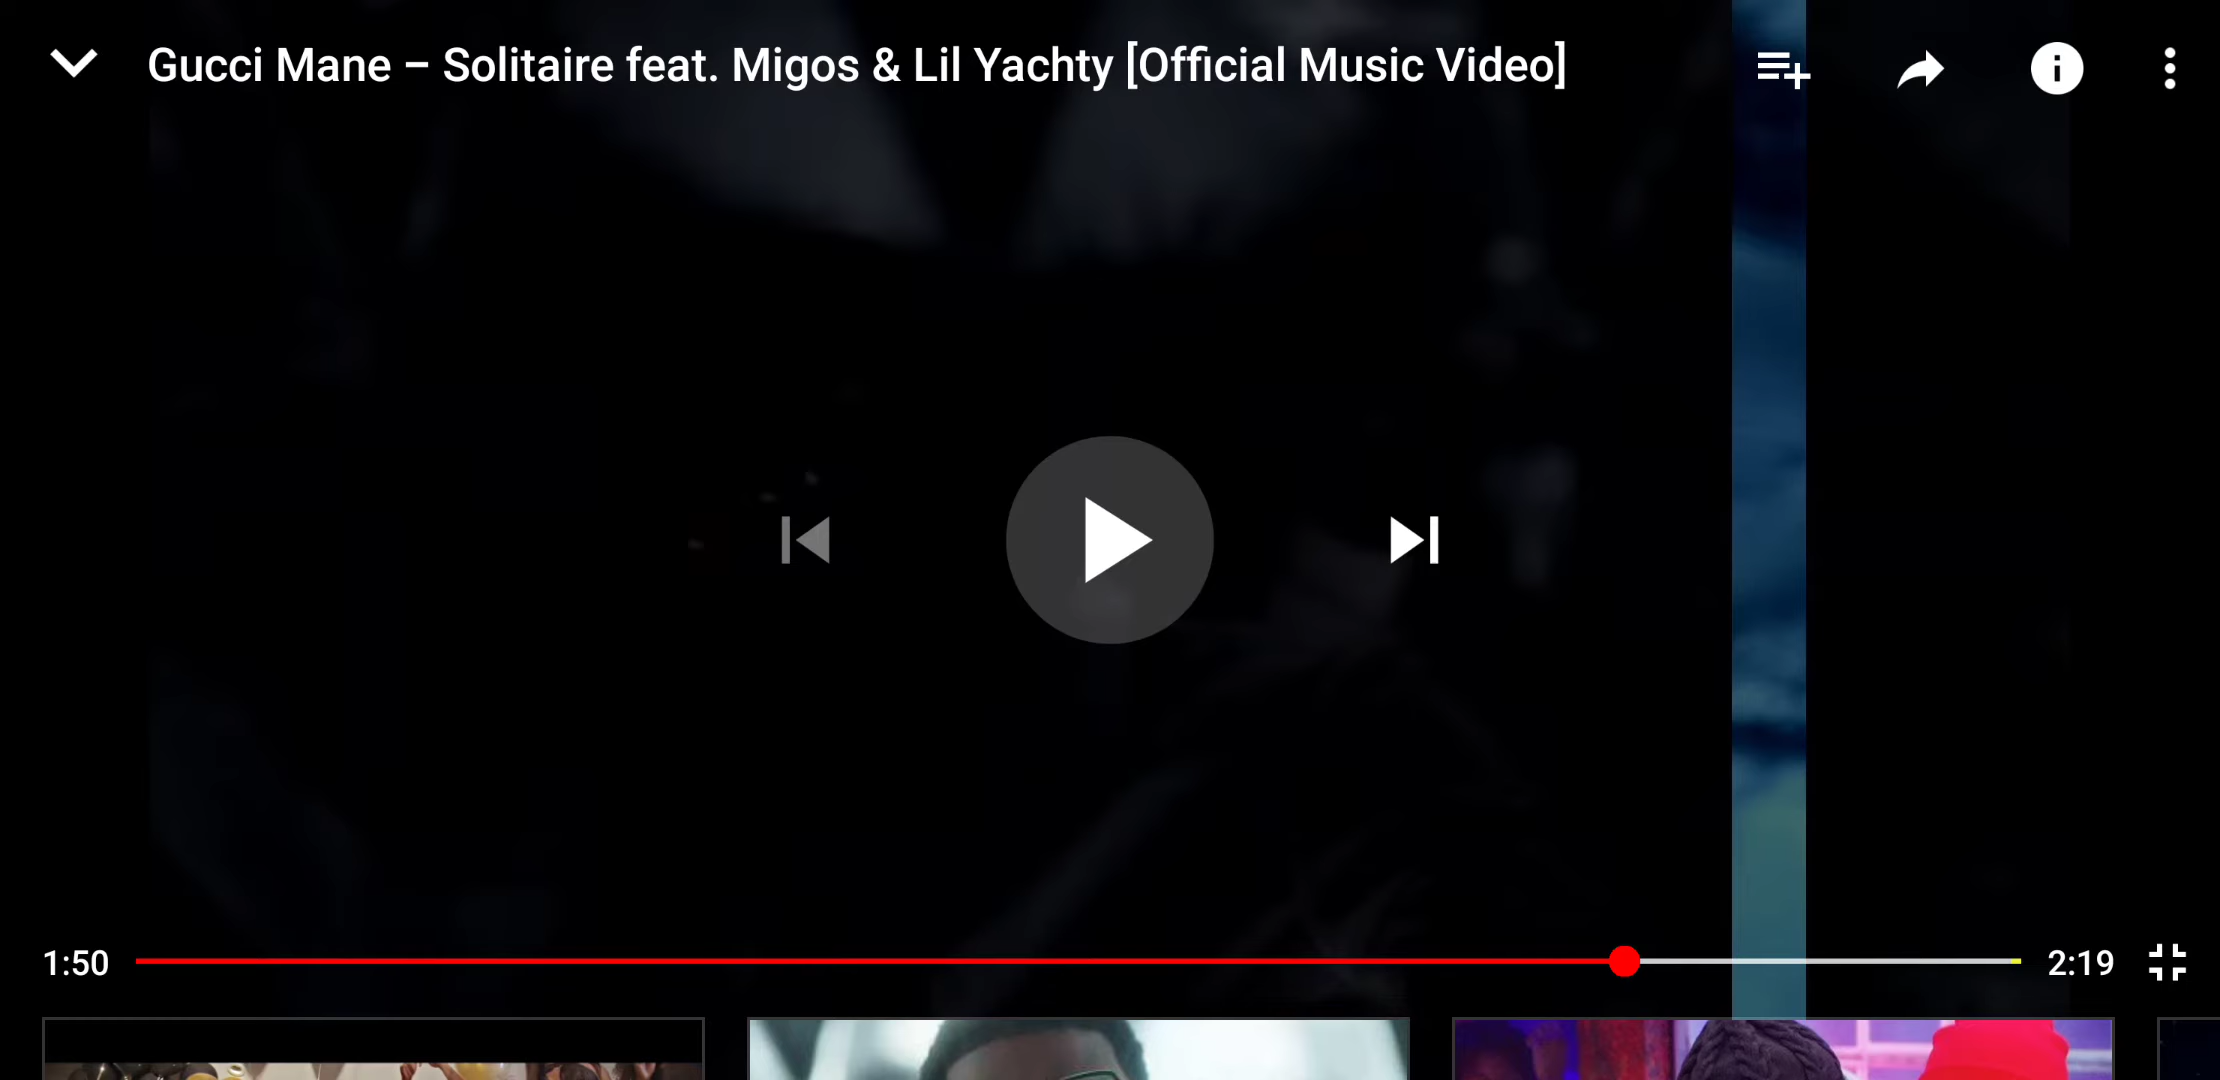 Gucci Mane – Solitaire feat. Migos & Lil Yachty [Official Music Video]
1:50
2:19